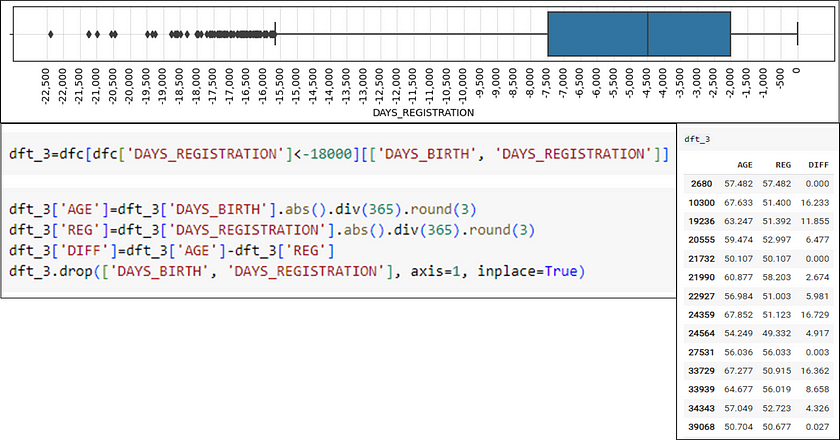 -22,500 -22,000 -21,500 -21,000 -20,500 -20,000 -19,500 -19,000 -18,500 -18,000 -17,500 -17,000 -16,500 -16,000 -15,500 -15,000 -14,500 -14,000 -13,500 -13,000 -12,500 -12,000 -11,500 -11,000 -10,500 -10,000 -9,500 -9,000 -8,500 -8,000 -7,500 -7,000 -6,500 -6,000 -5,500 -5,000 -4,500 -4,000 -3,500 -3,000 -2,500 -2,000 -1,500 -1,000 -500 0
DAYS_REGISTRATION
dft_3=dfc[dfc['DAYS_REGISTRATION']<-18000][['DAYS_BIRTH', 'DAYS_REGISTRATION']]
dft_3['AGE']=dft_3['DAYS_BIRTH'].abs().div(365).round(3)
dft_3['REG']=dft_3['DAYS_REGISTRATION'].abs().div(365).round(3)
dft_3['DIFF']=dft_3['AGE']-dft_3['REG']
dft_3.drop(['DAYS_BIRTH', 'DAYS_REGISTRATION'], axis=1, inplace=True)
dft_3
AGE REG DIFF
2680 57.482 57.482 0.000
10300 67.633 51.400 16.233
19236 63.247 51.392 11.855
20555 59.474 52.997 6.477
21732 50.107 50.107 0.000
21990 60.877 58.203 2.674
22927 56.984 51.003 5.981
24359 67.852 51.123 16.729
24564 54.249 49.332 4.917
27531 56.036 56.033 0.003
33729 67.277 50.915 16.362
33939 64.677 56.019 8.658
34343 57.049 52.723 4.326
39068 50.704 50.677 0.027